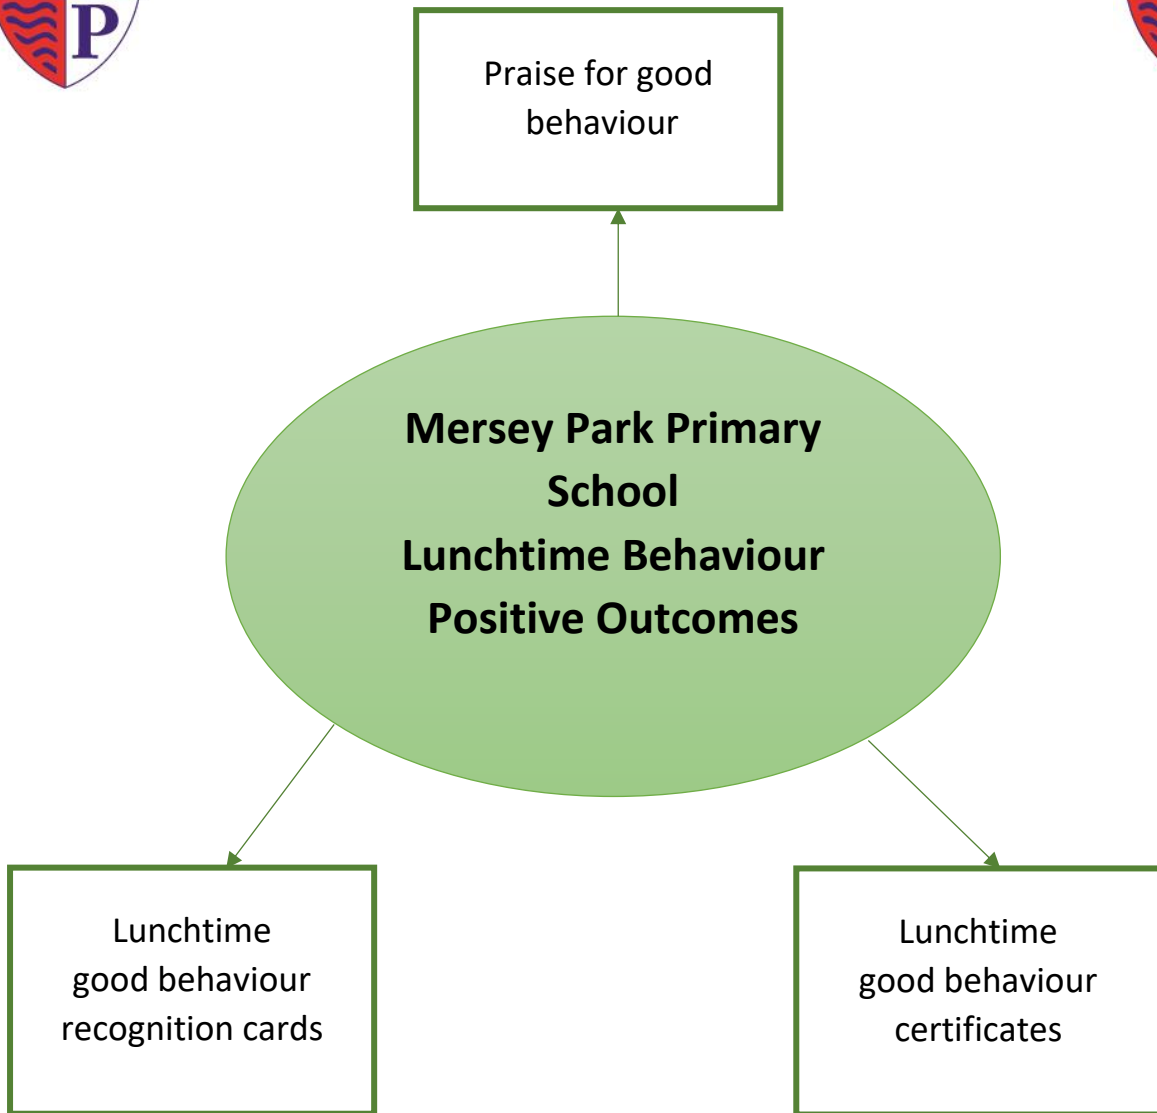 P
Praise for good
behaviour
Mersey Park Primary
School
Lunchtime Behaviour
Positive Outcomes
Lunchtime
good behaviour
recognition cards
Lunchtime
good behaviour
certificates